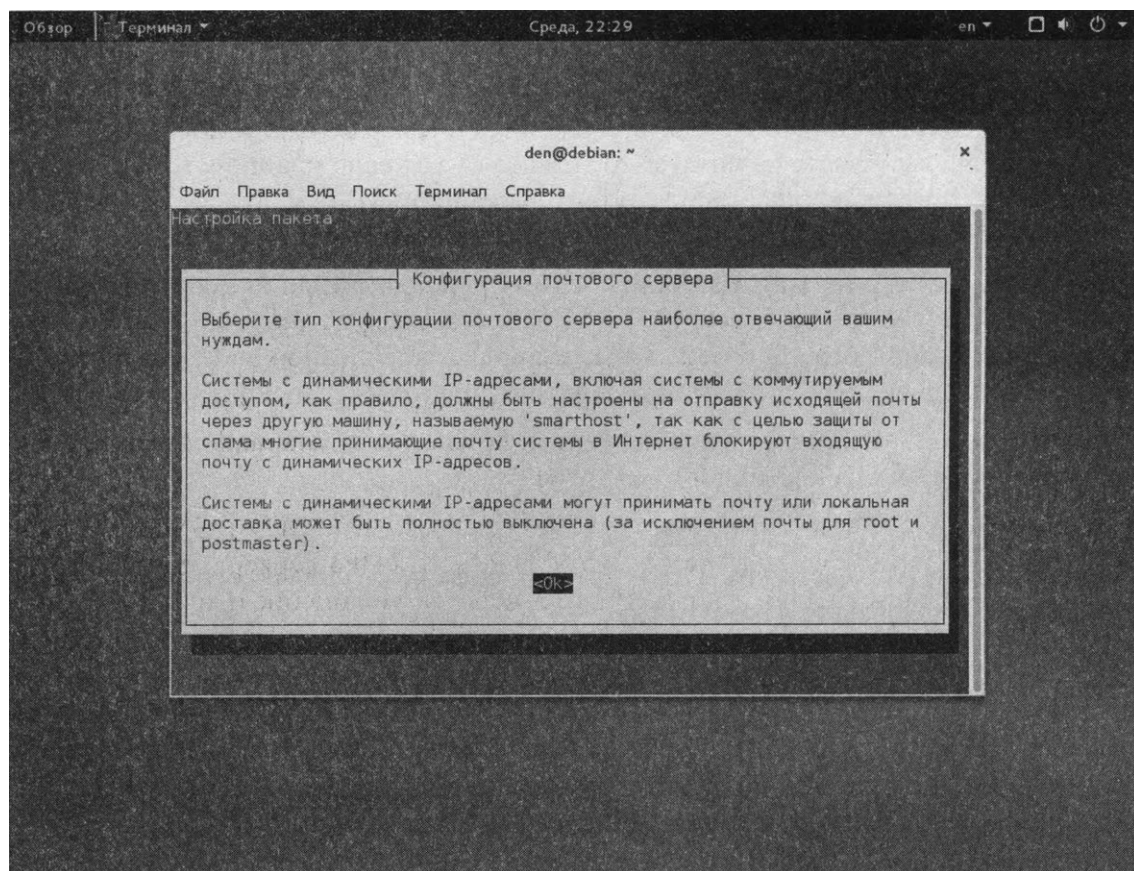 Обзор Терминал Среда, 22:29 en
den@debian: ~ ×
Файл Правка Вид Поиск Терминал Справка
Настройка пакета
Конфигурация почтового сервера
Выберите тип конфигурации почтового сервера наиболее отвечающий вашим
нуждам.
Системы с динамическими IP-адресами, включая системы с коммутируемым
доступом, как правило, должны быть настроены на отправку исходящей почты
через другую машину, называемую 'smarthost', так как с целью защиты от
спама многие принимающие почту системы в Интернет блокируют входящую
почту с динамических IP-адресов.
Системы с динамическими IP-адресами могут принимать почту или локальная
доставка может быть полностью выключена (за исключением почты для root и
postmaster).
<Ok>